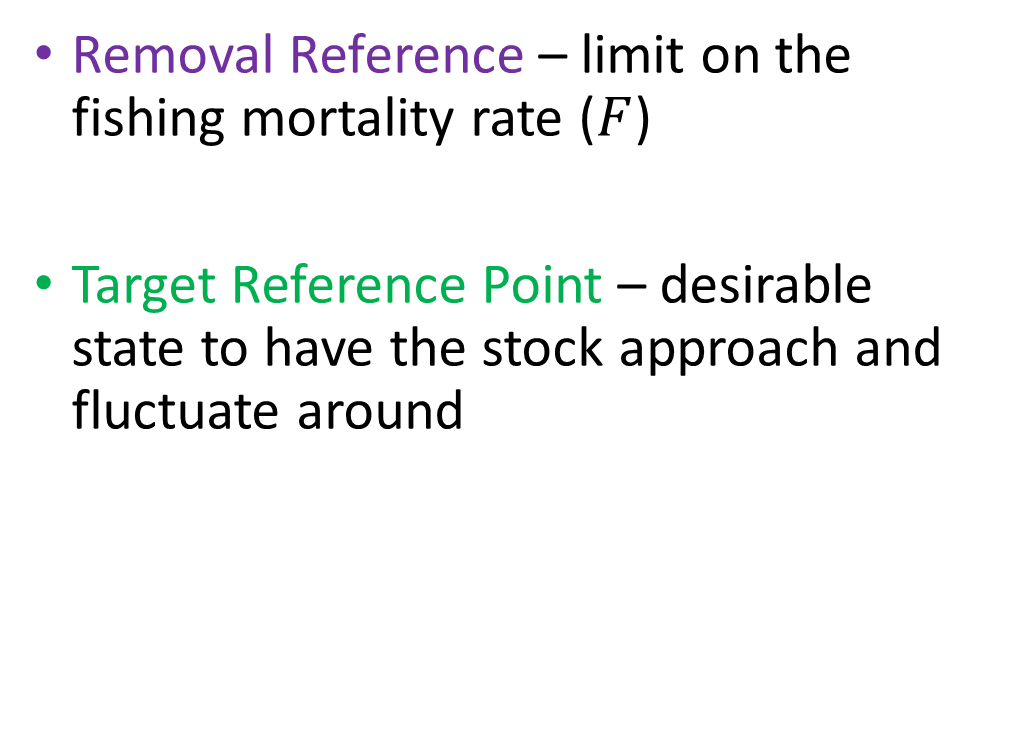 • Removal Reference – limit on the
fishing mortality rate (𝐹)
• Target Reference Point – desirable
state to have the stock approach and
fluctuate around